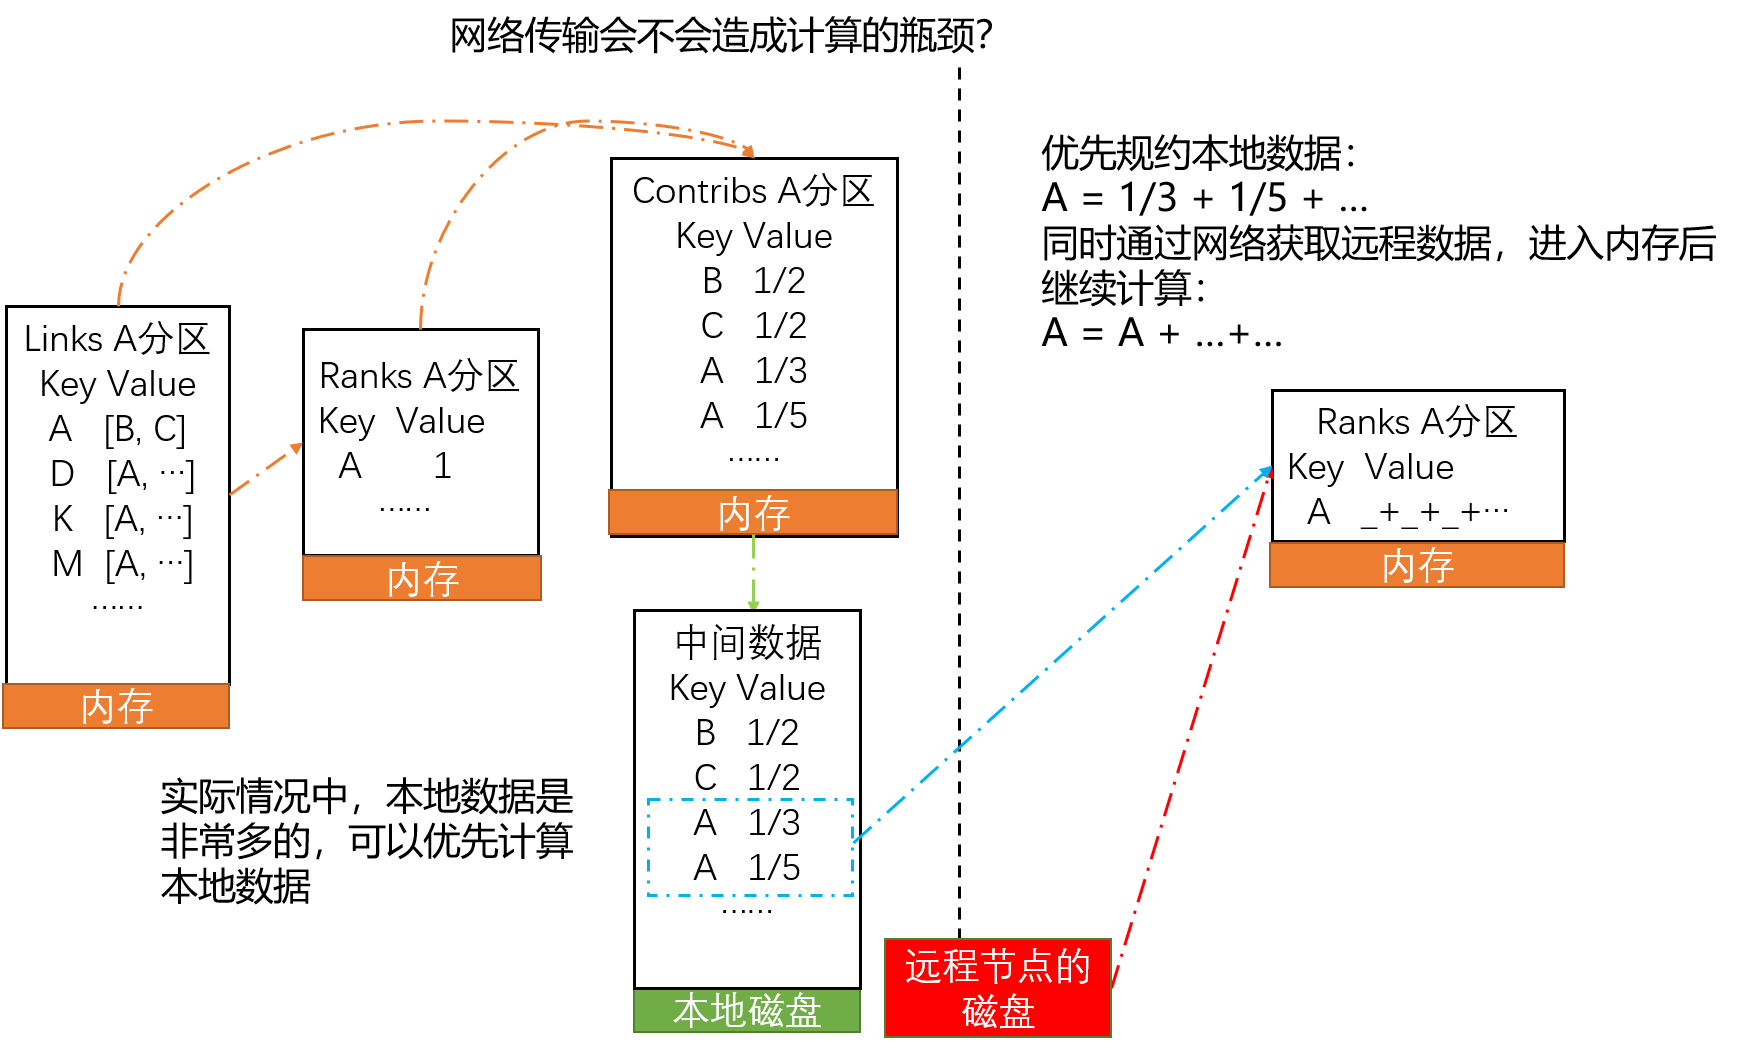 网络传输会不会造成计算的瓶颈？
Links A分区
Key Value
A [B, C]
D [A, …]
K [A, …]
M [A, …]
……
内存
Ranks A分区
Key Value
A 1
……
内存
Contribs A分区
Key Value
B 1/2
C 1/2
A 1/3
A 1/5
……
内存
中间数据
Key Value
B 1/2
C 1/2
A 1/3
A 1/5
……
本地磁盘
实际情况中，本地数据是
非常多的，可以优先计算
本地数据
远程节点的
磁盘
优先规约本地数据：
A = 1/3 + 1/5 + …
同时通过网络获取远程数据，进入内存后
继续计算：
A = A + …+…
Ranks A分区
Key Value
A _+_+_+…
内存